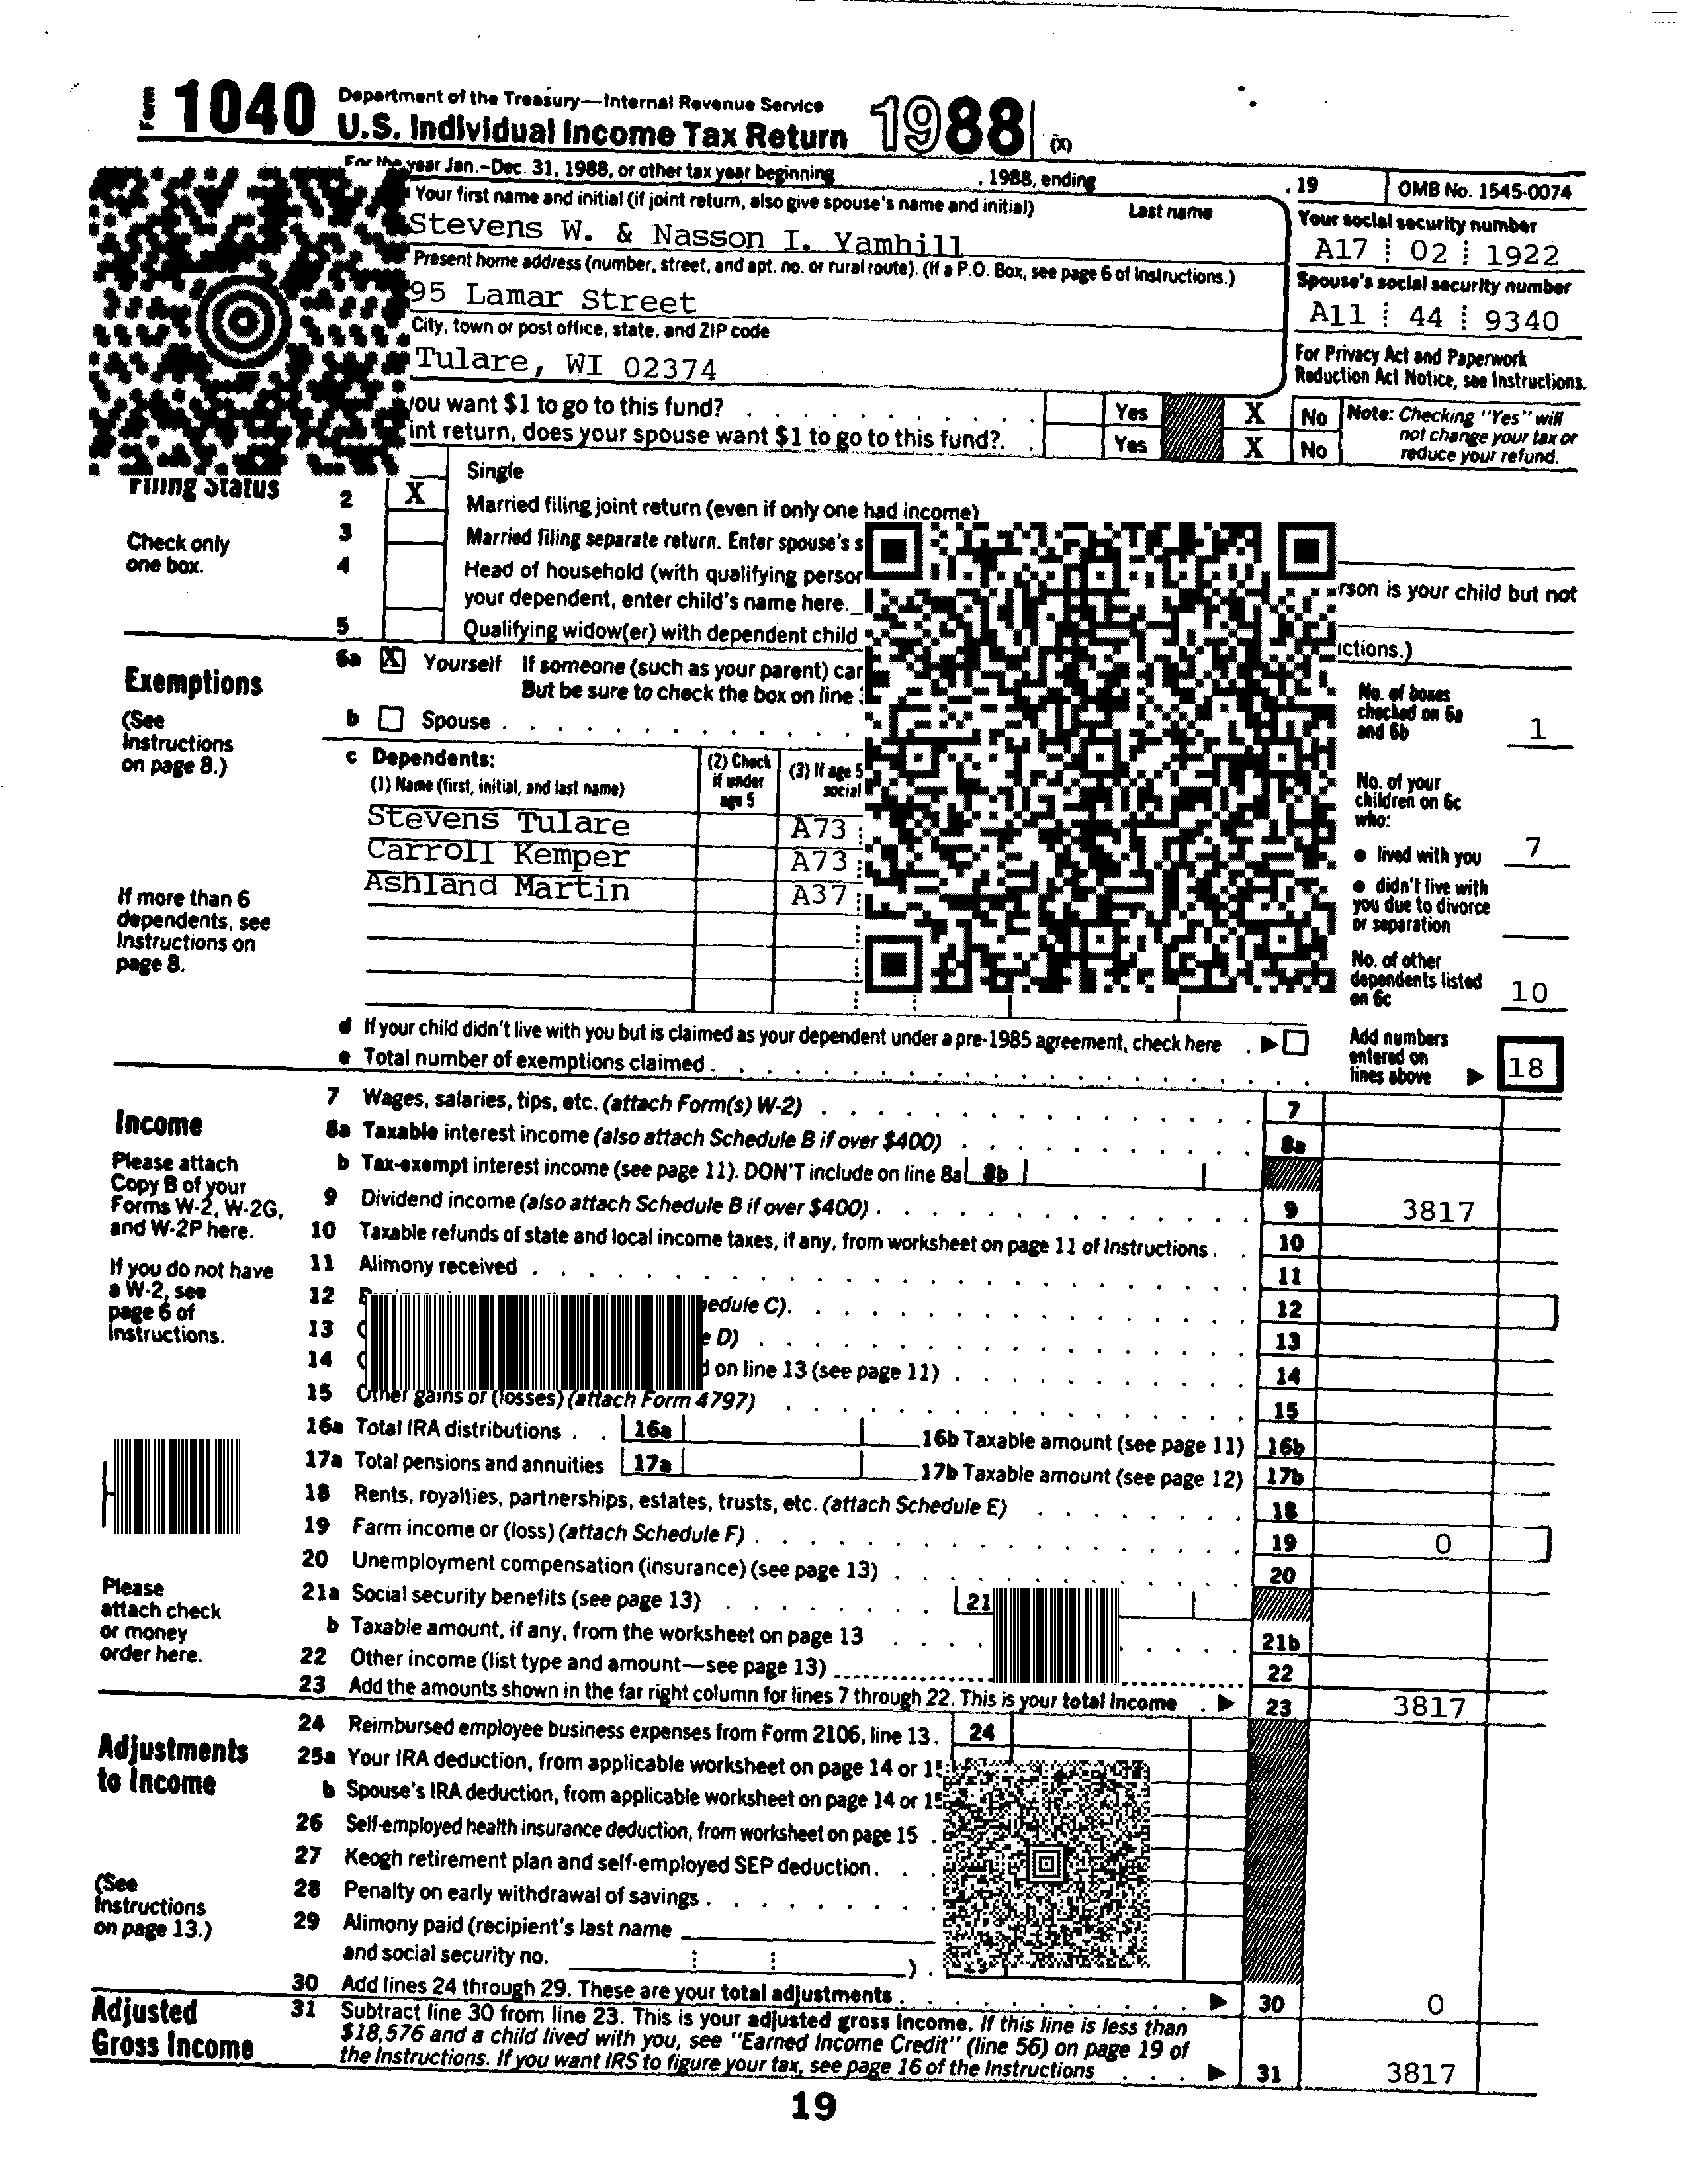 Form 1040 Department of the Treasury—Internal Revenue Service
U.S. Individual Income Tax Return 1988 (X)
For the year Jan.–Dec. 31, 1988, or other tax year beginning , 1988, ending , 19 OMB No. 1545-0074
Your first name and initial (if joint return, also give spouse's name and initial) Last name
Stevens W. & Nasson I. Yamhill
Your social security number
A17 02 1922
Present home address (number, street, and apt. no. or rural route). (If a P.O. Box, see page 6 of Instructions.)
95 Lamar Street
Spouse's social security number
A11 44 9340
City, town or post office, state, and ZIP code
Tulare, WI 02374
For Privacy Act and Paperwork
Reduction Act Notice, see Instructions.
you want $1 to go to this fund? Yes X No
int return, does your spouse want $1 to go to this fund? Yes X No
Note: Checking "Yes" will
not change your tax or
reduce your refund.
Filing Status
Check only
one box.
Single
2 X Married filing joint return (even if only one had income)
3 Married filing separate return. Enter spouse's s
4 Head of household (with qualifying person rson is your child but not
your dependent, enter child's name here.
5 Qualifying widow(er) with dependent child ictions.)
Exemptions
(See
Instructions
on page 8.)
6a X Yourself If someone (such as your parent) can
But be sure to check the box on line
b Spouse
No. of boxes
checked on 6a
and 6b 1
c Dependents:
(1) Name (first, initial, and last name)
(2) Check
if under
age 5
(3) If age 5
social
Stevens Tulare A73
Carroll Kemper A73
Ashland Martin A37
If more than 6
dependents, see
Instructions on
page 8.
No. of your
children on 6c
who:
● lived with you 7
● didn't live with
you due to divorce
or separation
No. of other
dependents listed
on 6c 10
d If your child didn't live with you but is claimed as your dependent under a pre-1985 agreement, check here
e Total number of exemptions claimed
Add numbers
entered on
lines above 18
Income
Please attach
Copy B of your
Forms W-2, W-2G,
and W-2P here.
If you do not have
a W-2, see
page 6 of
Instructions.
Please
attach check
or money
order here.
7 Wages, salaries, tips, etc. (attach Form(s) W-2) 7
8a Taxable interest income (also attach Schedule B if over $400) 8a
b Tax-exempt interest income (see page 11). DON'T include on line 8a 8b
9 Dividend income (also attach Schedule B if over $400) 9 3817
10 Taxable refunds of state and local income taxes, if any, from worksheet on page 11 of Instructions 10
11 Alimony received 11
12 hedule C) 12
13 e D) 13
14 d on line 13 (see page 11) 14
15 Other gains or (losses) (attach Form 4797) 15
16a Total IRA distributions 16a 16b Taxable amount (see page 11) 16b
17a Total pensions and annuities 17a 17b Taxable amount (see page 12) 17b
18 Rents, royalties, partnerships, estates, trusts, etc. (attach Schedule E) 18
19 Farm income or (loss) (attach Schedule F) 19 0
20 Unemployment compensation (insurance) (see page 13) 20
21a Social security benefits (see page 13) 21
b Taxable amount, if any, from the worksheet on page 13 21b
22 Other income (list type and amount—see page 13) 22
23 Add the amounts shown in the far right column for lines 7 through 22. This is your total income 23 3817
Adjustments
to Income
(See
Instructions
on page 13.)
24 Reimbursed employee business expenses from Form 2106, line 13 24
25a Your IRA deduction, from applicable worksheet on page 14 or 15
b Spouse's IRA deduction, from applicable worksheet on page 14 or 15
26 Self-employed health insurance deduction, from worksheet on page 15
27 Keogh retirement plan and self-employed SEP deduction
28 Penalty on early withdrawal of savings
29 Alimony paid (recipient's last name
and social security no. )
30 Add lines 24 through 29. These are your total adjustments 30 0
Adjusted
Gross Income
31 Subtract line 30 from line 23. This is your adjusted gross income. If this line is less than
$18,576 and a child lived with you, see "Earned Income Credit" (line 56) on page 19 of
the Instructions. If you want IRS to figure your tax, see page 16 of the Instructions 31 3817
19